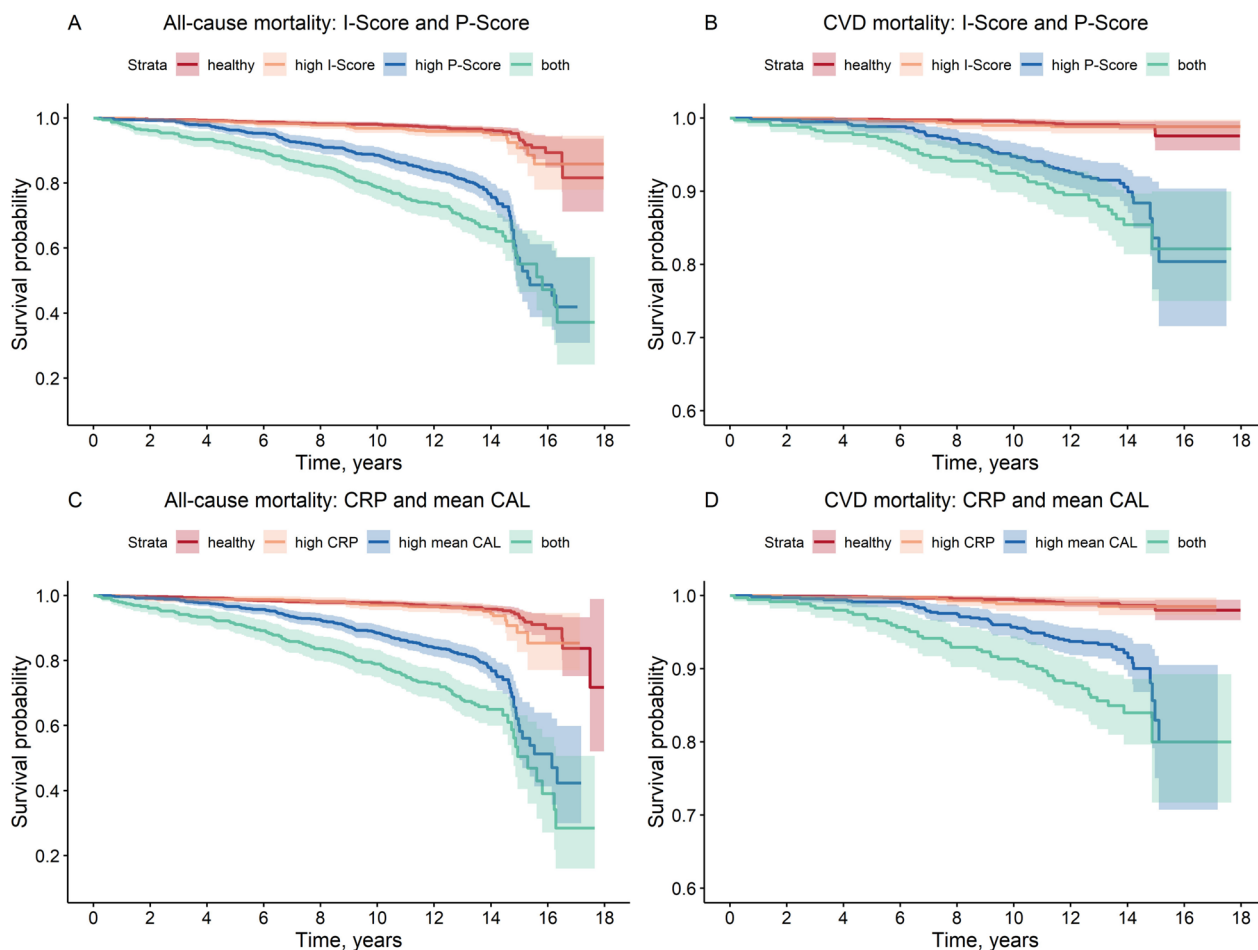 A All-cause mortality: I-Score and P-Score
Strata healthy high I-Score high P-Score both
Survival probability
1.0
0.8
0.6
0.4
0.2
0 2 4 6 8 10 12 14 16 18
Time, years
B CVD mortality: I-Score and P-Score
Strata healthy high I-Score high P-Score both
Survival probability
1.0
0.9
0.8
0.7
0.6
0 2 4 6 8 10 12 14 16 18
Time, years
C All-cause mortality: CRP and mean CAL
Strata healthy high CRP high mean CAL both
Survival probability
1.0
0.8
0.6
0.4
0.2
0 2 4 6 8 10 12 14 16 18
Time, years
D CVD mortality: CRP and mean CAL
Strata healthy high CRP high mean CAL both
Survival probability
1.0
0.9
0.8
0.7
0.6
0 2 4 6 8 10 12 14 16 18
Time, years